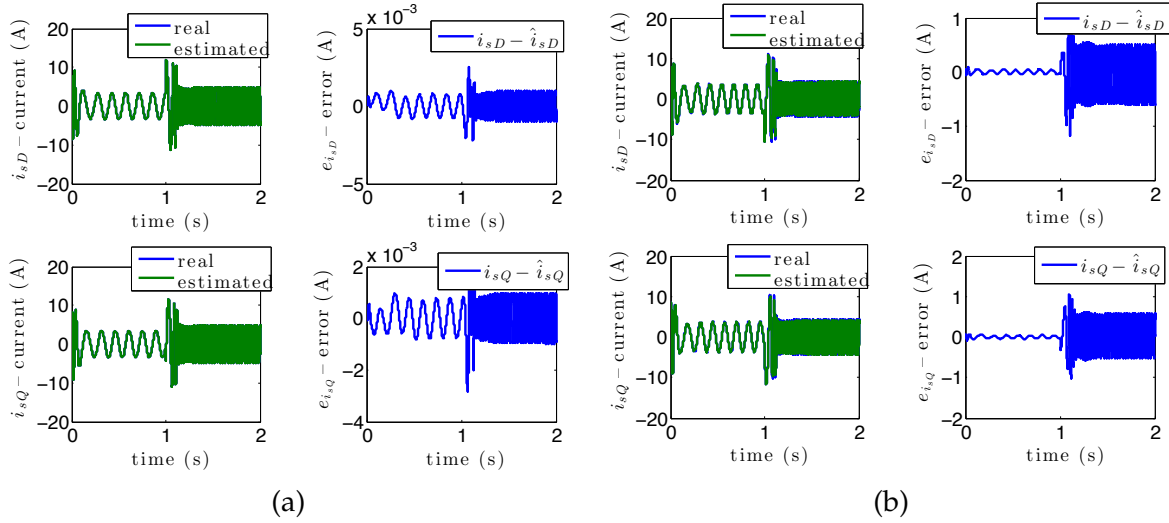 real
estimated
20
10
0
−10
−20
0 1 2
time (s)
i_{sD} − current (A)
x 10^{−3}
i_{sD} − \hat{i}_{sD}
5
0
−5
0 1 2
time (s)
e_{i_{sD}} − error (A)
real
estimated
20
10
0
−10
−20
0 1 2
time (s)
i_{sQ} − current (A)
x 10^{−3}
i_{sQ} − \hat{i}_{sQ}
2
0
−2
−4
0 1 2
time (s)
e_{i_{sQ}} − error (A)
(a)
real
estimated
20
10
0
−10
−20
0 1 2
time (s)
i_{sD} − current (A)
i_{sD} − \hat{i}_{sD}
1
0
−1
−2
0 1 2
time (s)
e_{i_{sD}} − error (A)
real
estimated
20
10
0
−10
−20
0 1 2
time (s)
i_{sQ} − current (A)
i_{sQ} − \hat{i}_{sQ}
2
1
0
−1
−2
0 1 2
time (s)
e_{i_{sQ}} − error (A)
(b)